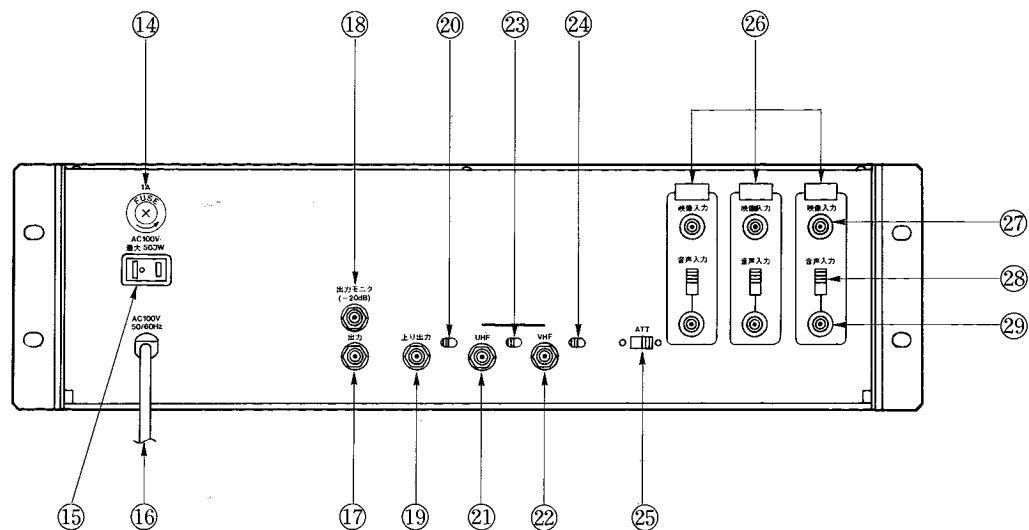 ⑭ ⑱ ⑳ ㉓ ㉔ ㉖
1A
FUSE
AC100V
最大 500W
AC100V
50/60Hz
出力モニタ
(−20dB)
出力
上り出力
UHF
VHF
ATT
映像入力
音声入力
映像入力
音声入力
映像入力
音声入力
㉗
㉘
㉙
⑮ ⑯ ⑰ ⑲ ㉑ ㉒ ㉕